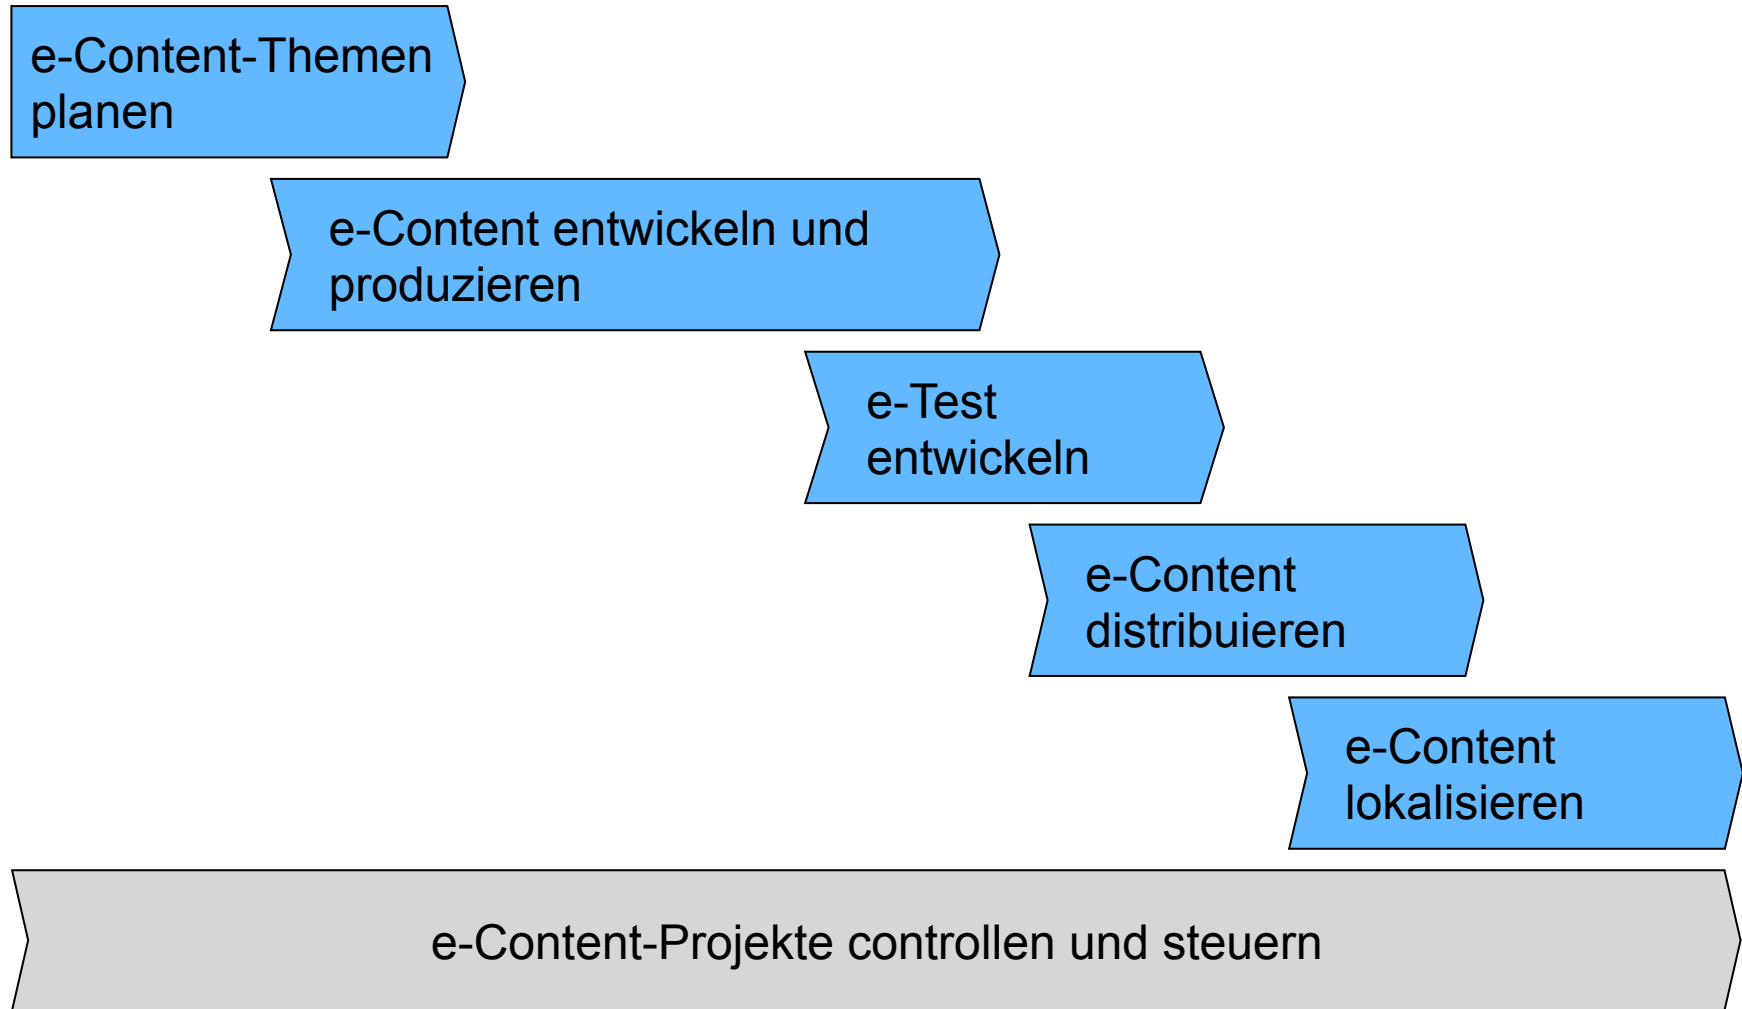 e-Content-Themen
planen
e-Content entwickeln und
produzieren
e-Test
entwickeln
e-Content
distribuieren
e-Content
lokalisieren
e-Content-Projekte controllen und steuern